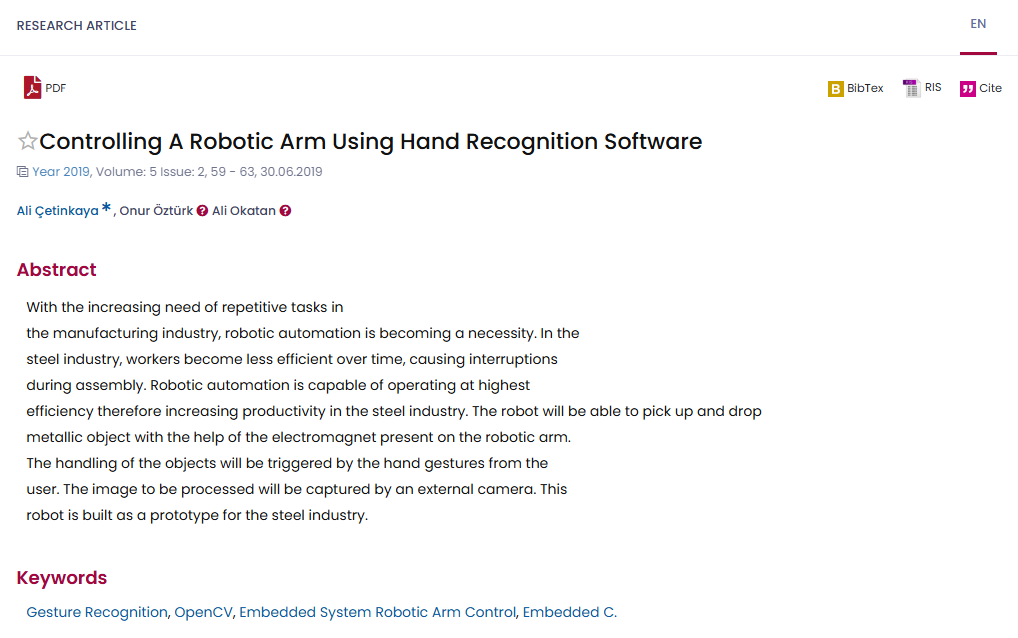 RESEARCH ARTICLE
EN
PDF
BibTex
RIS
Cite
Controlling A Robotic Arm Using Hand Recognition Software
Year 2019, Volume: 5 Issue: 2, 59 - 63, 30.06.2019
Ali Çetinkaya * , Onur Öztürk Ali Okatan
Abstract
With the increasing need of repetitive tasks in
the manufacturing industry, robotic automation is becoming a necessity. In the
steel industry, workers become less efficient over time, causing interruptions
during assembly. Robotic automation is capable of operating at highest
efficiency therefore increasing productivity in the steel industry. The robot will be able to pick up and drop
metallic object with the help of the electromagnet present on the robotic arm.
The handling of the objects will be triggered by the hand gestures from the
user. The image to be processed will be captured by an external camera. This
robot is built as a prototype for the steel industry.
Keywords
Gesture Recognition, OpenCV, Embedded System Robotic Arm Control, Embedded C.